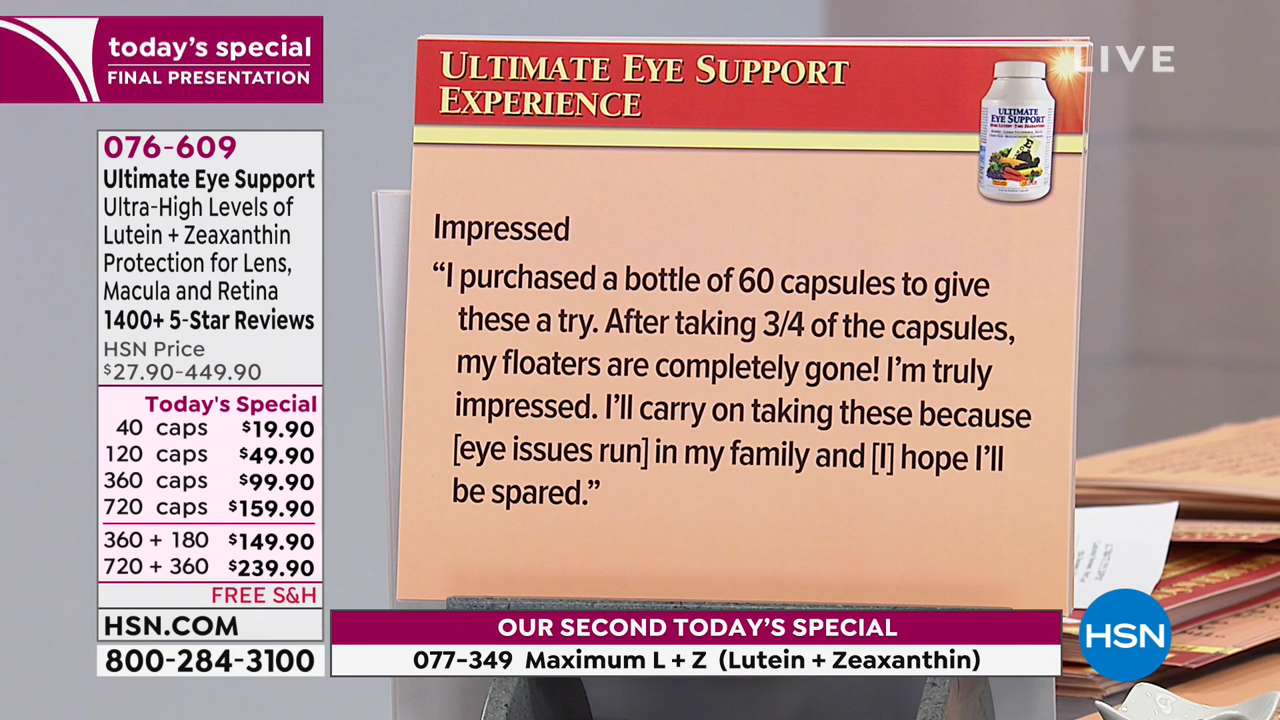 today's special
FINAL PRESENTATION
076-609
Ultimate Eye Support
Ultra-High Levels of
Lutein + Zeaxanthin
Protection for Lens,
Macula and Retina
1400+ 5-Star Reviews
HSN Price
$27.90-449.90
Today's Special
40 caps $19.90
120 caps $49.90
360 caps $99.90
720 caps $159.90
360 + 180 $149.90
720 + 360 $239.90
FREE S&H
HSN.COM
800-284-3100
LIVE
ULTIMATE EYE SUPPORT
EXPERIENCE
ULTIMATE
EYE SUPPORT
Impressed
“I purchased a bottle of 60 capsules to give
these a try. After taking 3/4 of the capsules,
my floaters are completely gone! I’m truly
impressed. I’ll carry on taking these because
[eye issues run] in my family and [I] hope I’ll
be spared.”
OUR SECOND TODAY'S SPECIAL
077-349 Maximum L + Z (Lutein + Zeaxanthin)
HSN